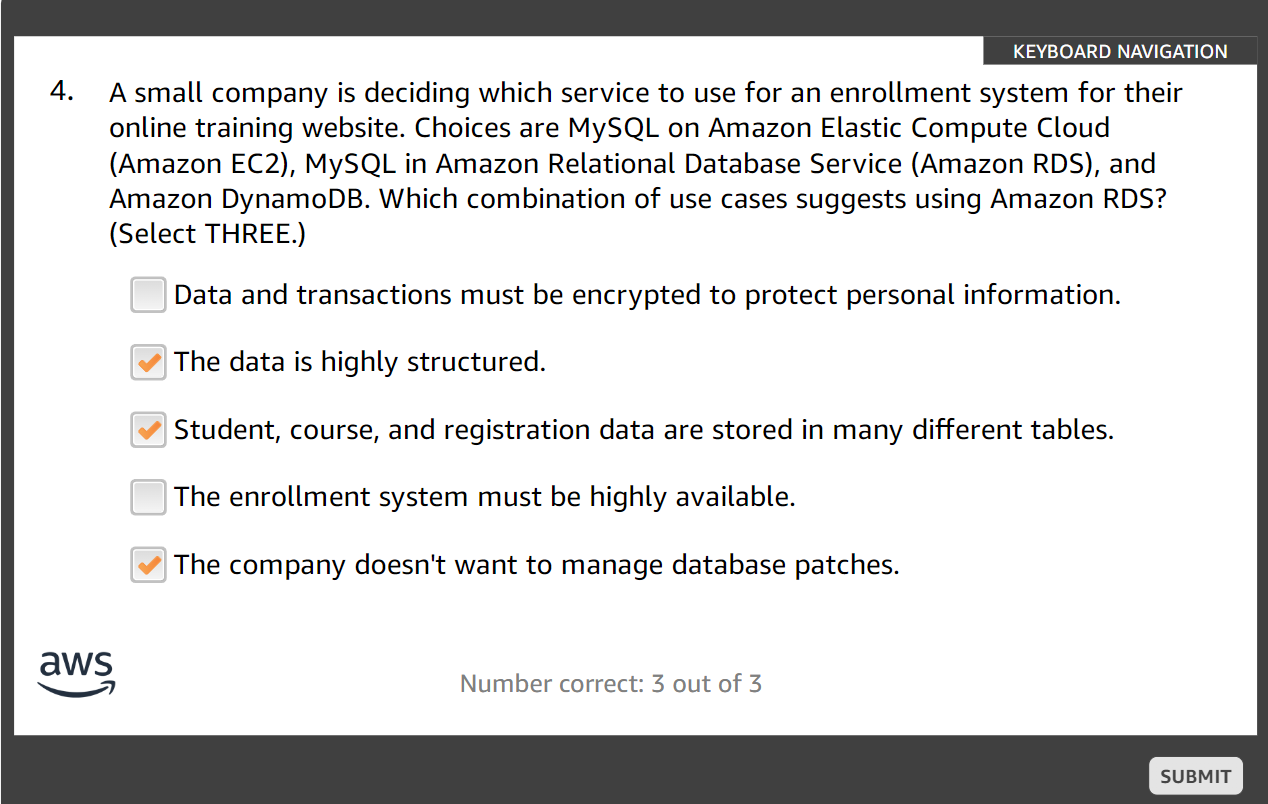 KEYBOARD NAVIGATION
4. A small company is deciding which service to use for an enrollment system for their
online training website. Choices are MySQL on Amazon Elastic Compute Cloud
(Amazon EC2), MySQL in Amazon Relational Database Service (Amazon RDS), and
Amazon DynamoDB. Which combination of use cases suggests using Amazon RDS?
(Select THREE.)
Data and transactions must be encrypted to protect personal information.
The data is highly structured.
Student, course, and registration data are stored in many different tables.
The enrollment system must be highly available.
The company doesn't want to manage database patches.
aws
Number correct: 3 out of 3
SUBMIT